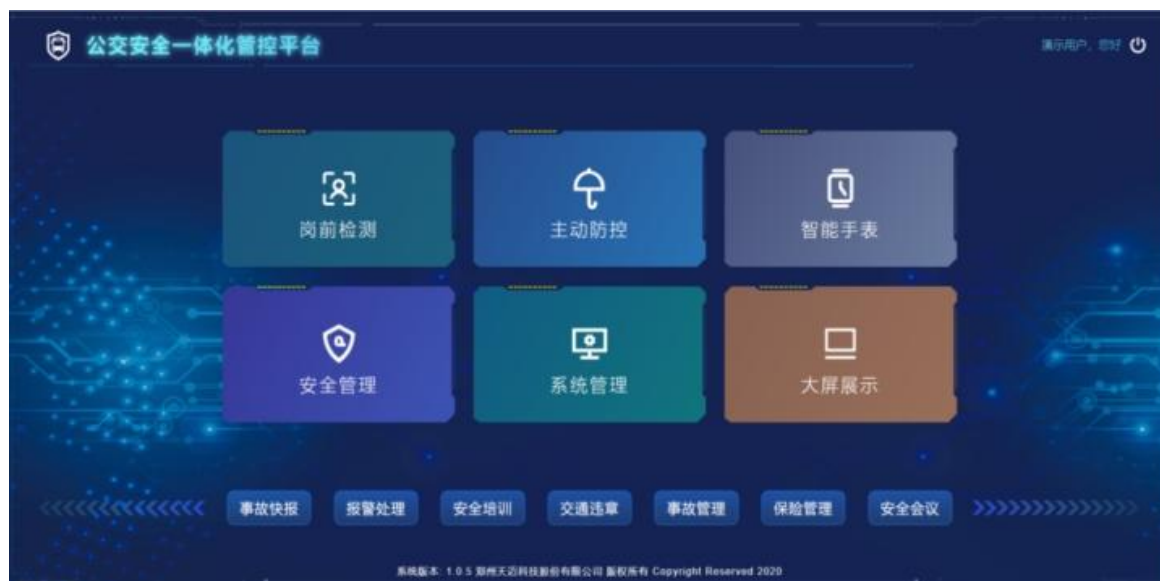 公交安全一体化管控平台
演示用户，您好
岗前检测
主动防控
智能手表
安全管理
系统管理
大屏展示
事故快报 报警处理 安全培训 交通违章 事故管理 保险管理 安全会议
系统版本: 1.0.5 郑州天迈科技股份有限公司 版权所有 Copyright Reserved 2020